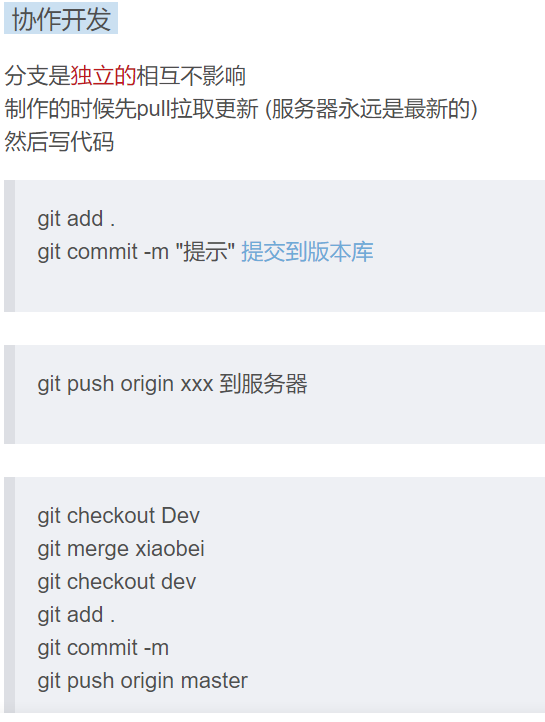 协作开发
分支是独立的相互不影响
制作的时候先pull拉取更新 (服务器永远是最新的)
然后写代码
git add .
git commit -m "提示" 提交到版本库
git push origin xxx 到服务器
git checkout Dev
git merge xiaobei
git checkout dev
git add .
git commit -m
git push origin master